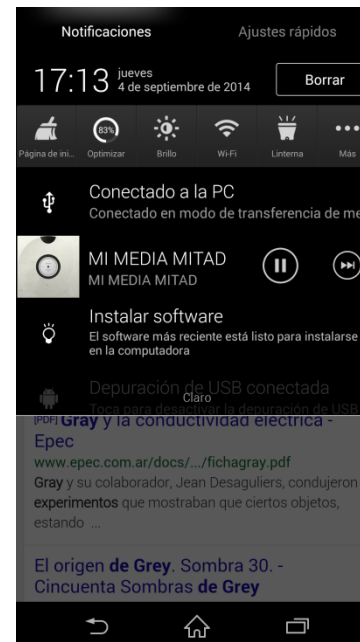 Notificaciones
Ajustes rápidos
17:13 jueves
4 de septiembre de 2014
Borrar
83%
Página de ini... Optimizar Brillo Wi-Fi Linterna Más
Conectado a la PC
Conectado en modo de transferencia de me
MI MEDIA MITAD
MI MEDIA MITAD
Instalar software
El software más reciente está listo para instalarse
en la computadora
Depuración de USB conectada
Claro
Toca para desactivar la depuración de USB
[PDF] Gray y la conductividad eléctrica -
Epec
www.epec.com.ar/docs/.../fichagray.pdf
Gray y su colaborador, Jean Desaguliers, condujeron
experimentos que mostraban que ciertos objetos,
estando ...
El origen de Grey. Sombra 30. -
Cincuenta Sombras de Grey